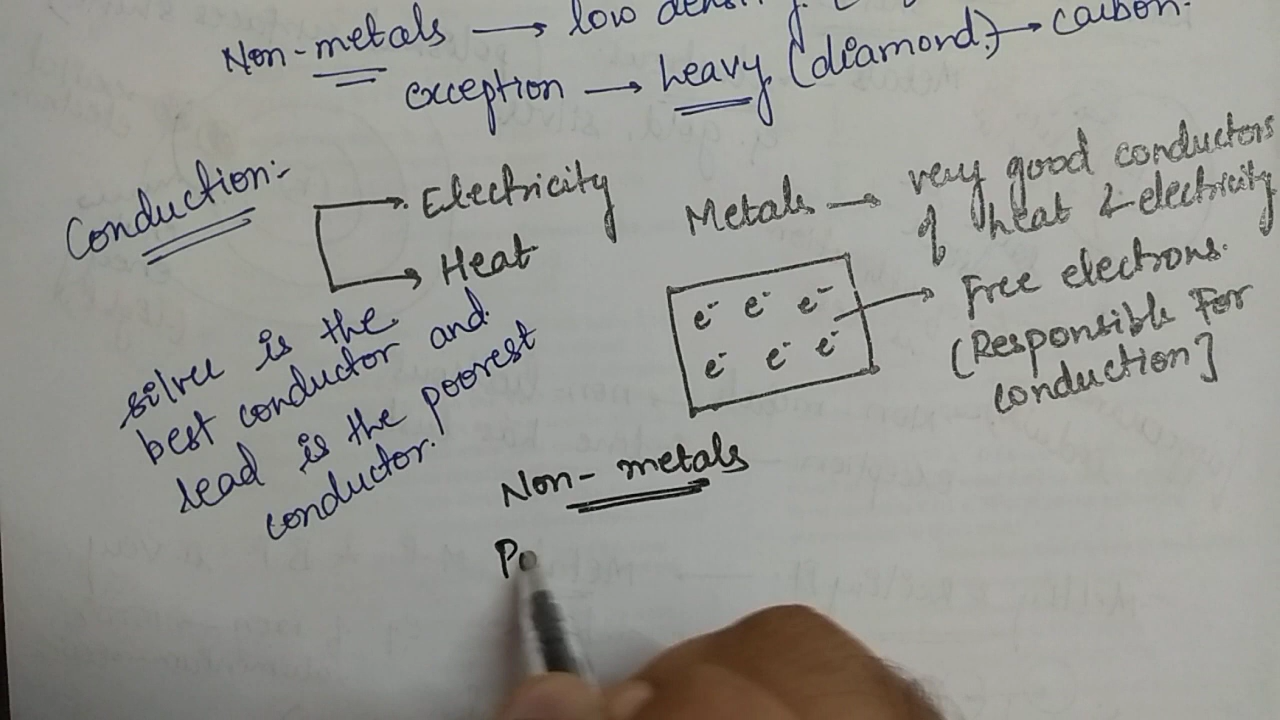 Non-metals → low density
exception → heavy (diamond) → carbon.
Conduction:-
→ Electricity
→ Heat
silver is the
best conductor and
lead is the poorest
conductor.
Metals → very good conductors
of heat & electricity
e⁻ e⁻ e⁻
e⁻ e⁻ e⁻
→ Free electrons.
(Responsible For
conduction]
Non-metals
Po